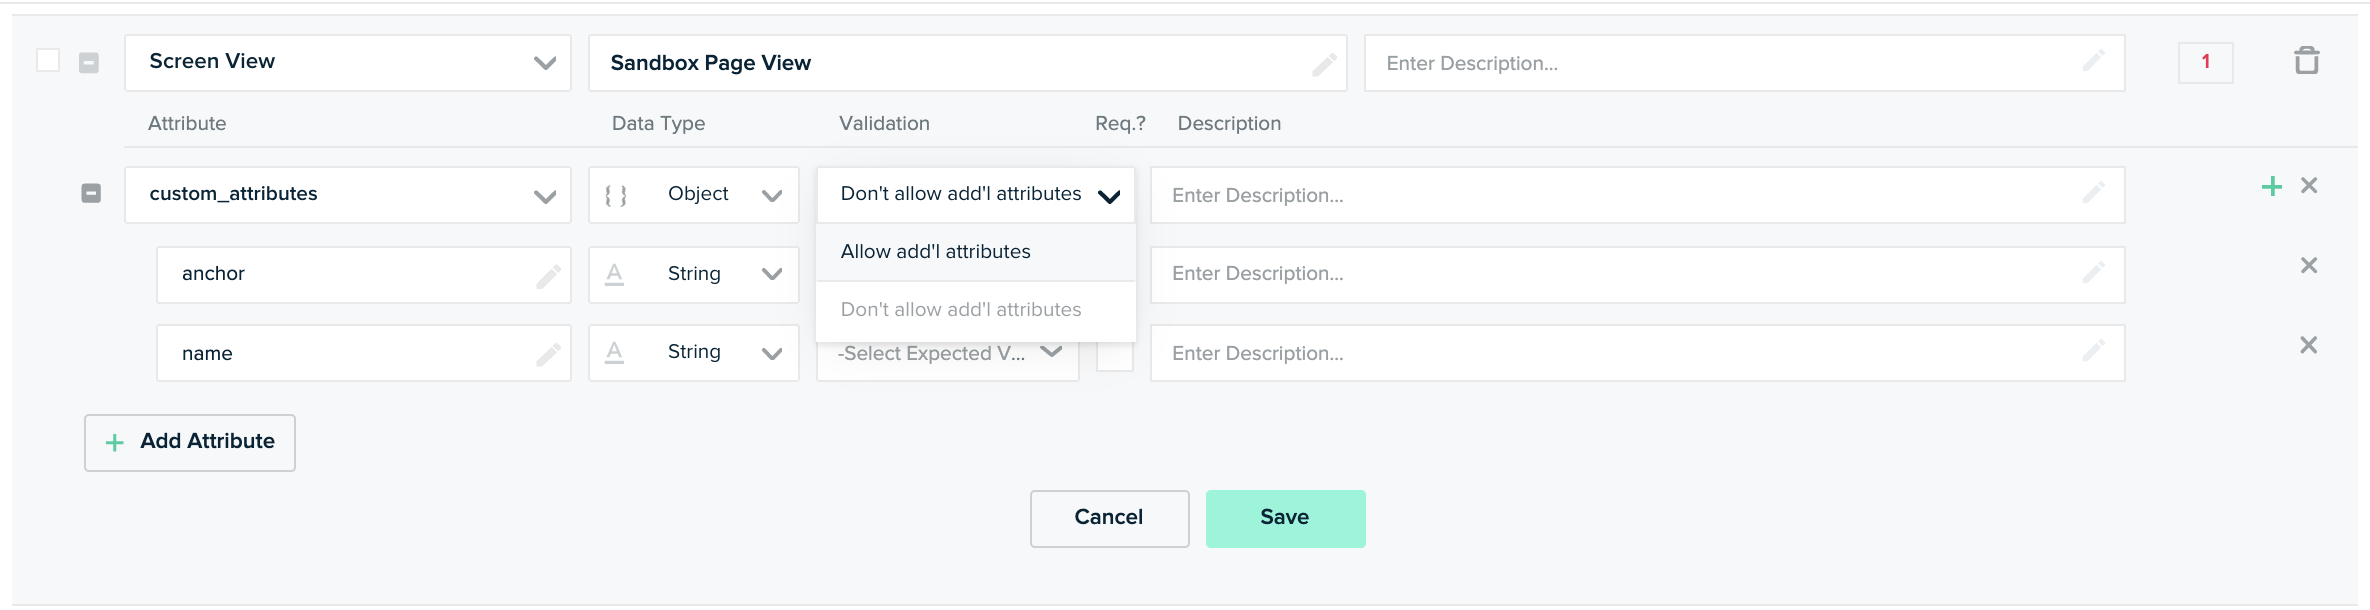 Screen View Sandbox Page View Enter Description... 1
Attribute Data Type Validation Req.? Description
custom_attributes { } Object Don't allow add'l attributes Enter Description...
Allow add'l attributes
anchor A String Enter Description...
Don't allow add'l attributes
name A String -Select Expected V... Enter Description...
+ Add Attribute
Cancel Save